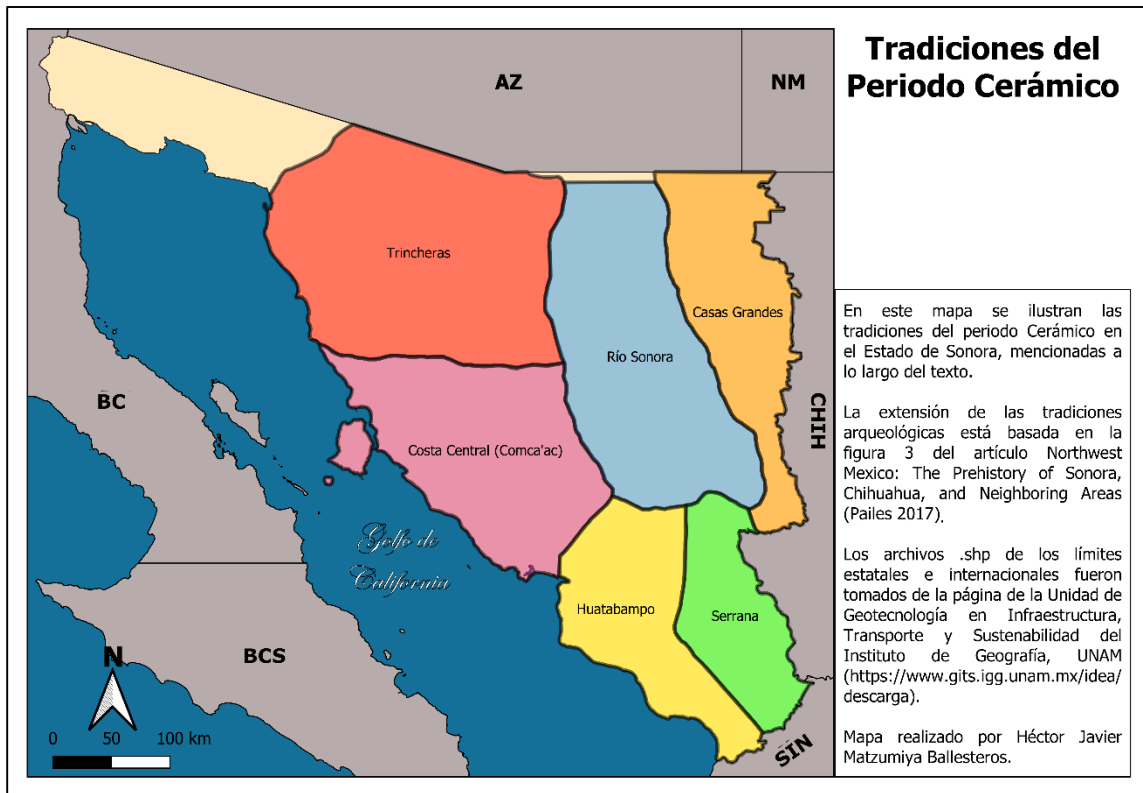 Tradiciones del
Periodo Cerámico
AZ
NM
Trincheras
Casas Grandes
Río Sonora
BC
CHIH
Costa Central (Comca'ac)
Golfo de
California
Huatabampo
Serrana
BCS
N
SIN
0 50 100 km
En este mapa se ilustran las
tradiciones del periodo Cerámico en
el Estado de Sonora, mencionadas a
lo largo del texto.
La extensión de las tradiciones
arqueológicas está basada en la
figura 3 del artículo Northwest
Mexico: The Prehistory of Sonora,
Chihuahua, and Neighboring Areas
(Pailes 2017).
Los archivos .shp de los límites
estatales e internacionales fueron
tomados de la página de la Unidad de
Geotecnología en Infraestructura,
Transporte y Sustenabilidad del
Instituto de Geografía, UNAM
(https://www.gits.igg.unam.mx/idea/
descarga).
Mapa realizado por Héctor Javier
Matzumiya Ballesteros.